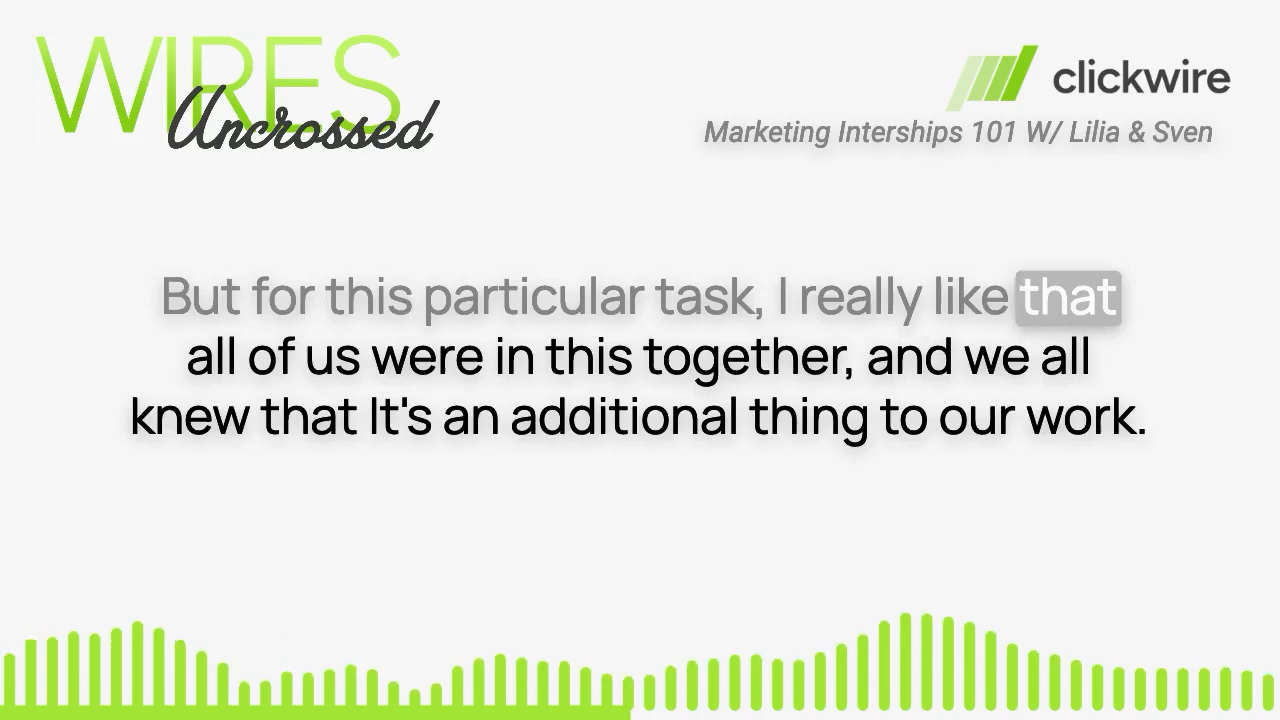 WIRES
Uncrossed
clickwire
Marketing Interships 101 W/ Lilia & Sven
But for this particular task, I really like that
all of us were in this together, and we all
knew that It's an additional thing to our work.